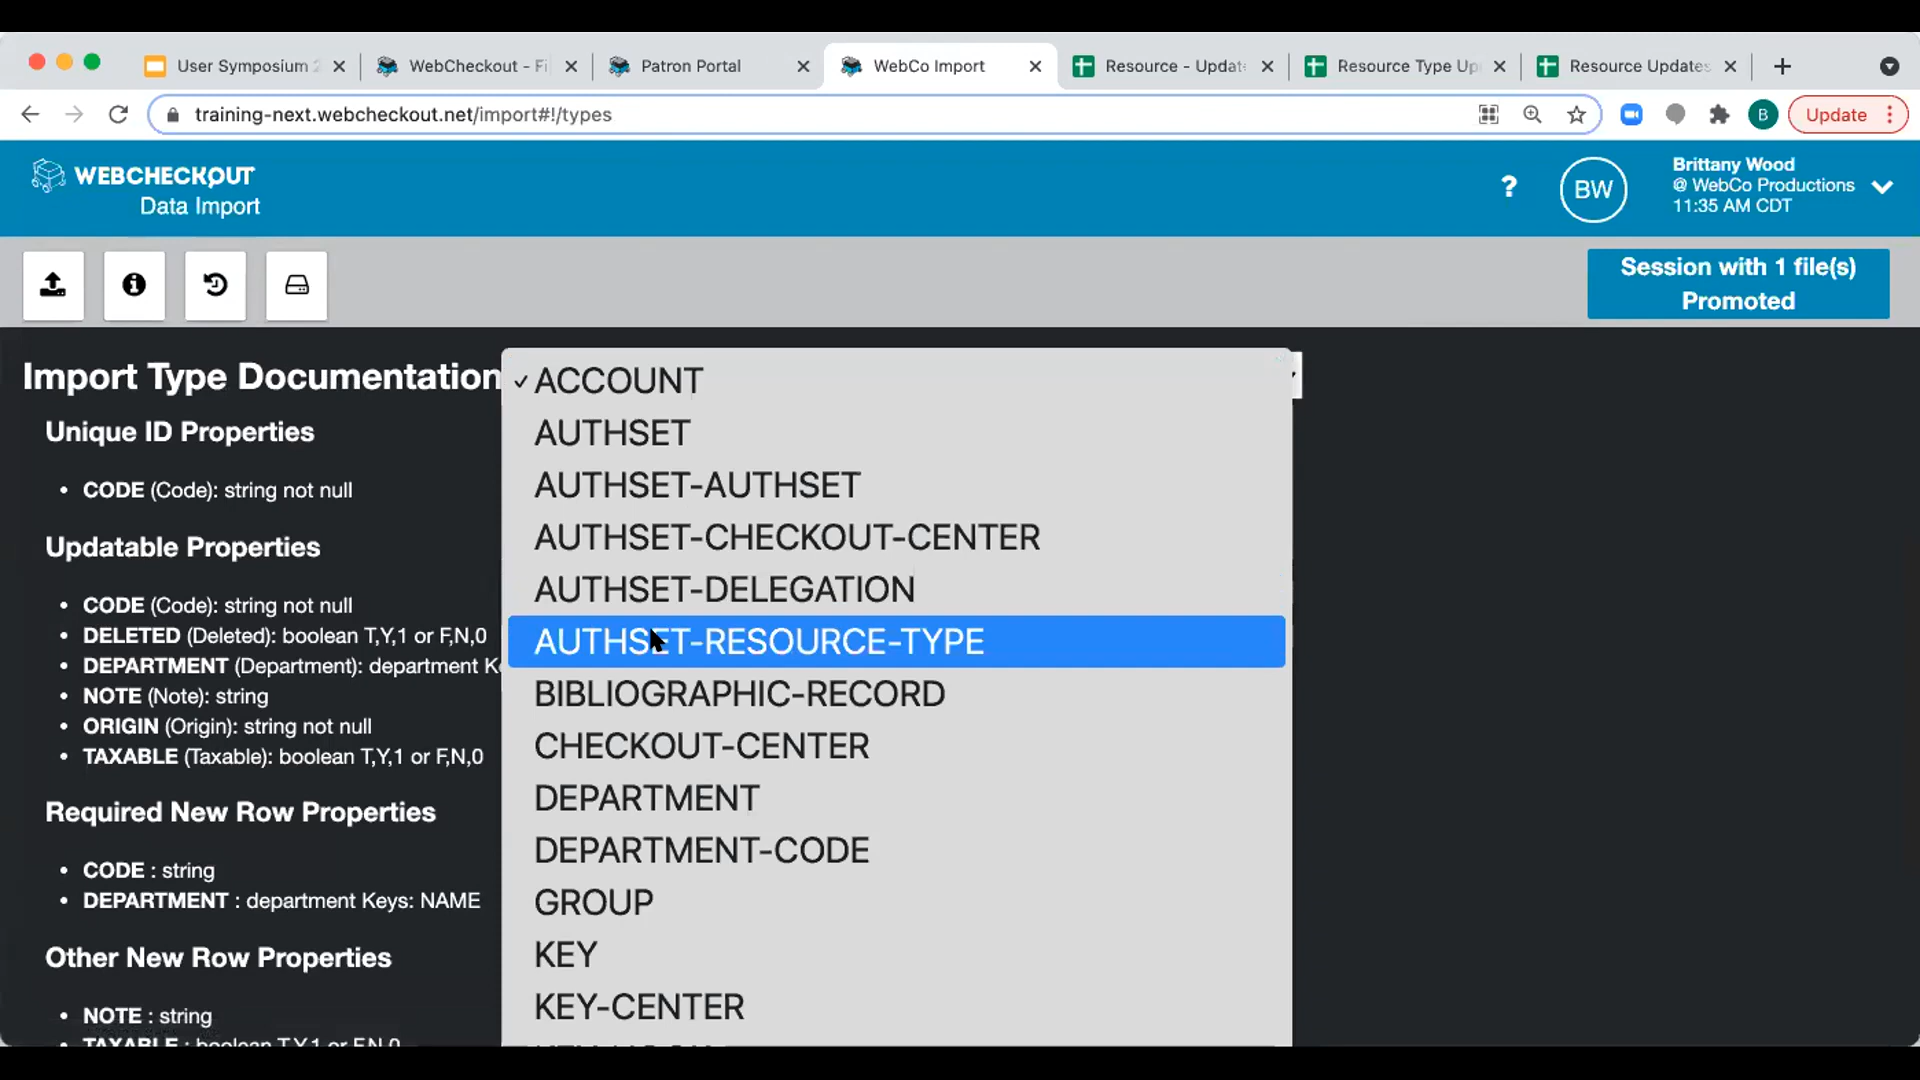 User Symposium 2
WebCheckout - Fi
Patron Portal
WebCo Import
Resource - Updat
Resource Type Up
Resource Updates
training-next.webcheckout.net/import#!/types
B
Update
WEBCHECKOUT
Data Import
?
BW
Brittany Wood
@ WebCo Productions
11:35 AM CDT
Session with 1 file(s)
Promoted
Import Type Documentation
Unique ID Properties
• CODE (Code): string not null
Updatable Properties
• CODE (Code): string not null
• DELETED (Deleted): boolean T,Y,1 or F,N,0
• DEPARTMENT (Department): department K
• NOTE (Note): string
• ORIGIN (Origin): string not null
• TAXABLE (Taxable): boolean T,Y,1 or F,N,0
Required New Row Properties
• CODE : string
• DEPARTMENT : department Keys: NAME
Other New Row Properties
• NOTE : string
• TAXABLE : boolean T,Y,1 or F,N,0
✓ ACCOUNT
AUTHSET
AUTHSET-AUTHSET
AUTHSET-CHECKOUT-CENTER
AUTHSET-DELEGATION
AUTHSET-RESOURCE-TYPE
BIBLIOGRAPHIC-RECORD
CHECKOUT-CENTER
DEPARTMENT
DEPARTMENT-CODE
GROUP
KEY
KEY-CENTER